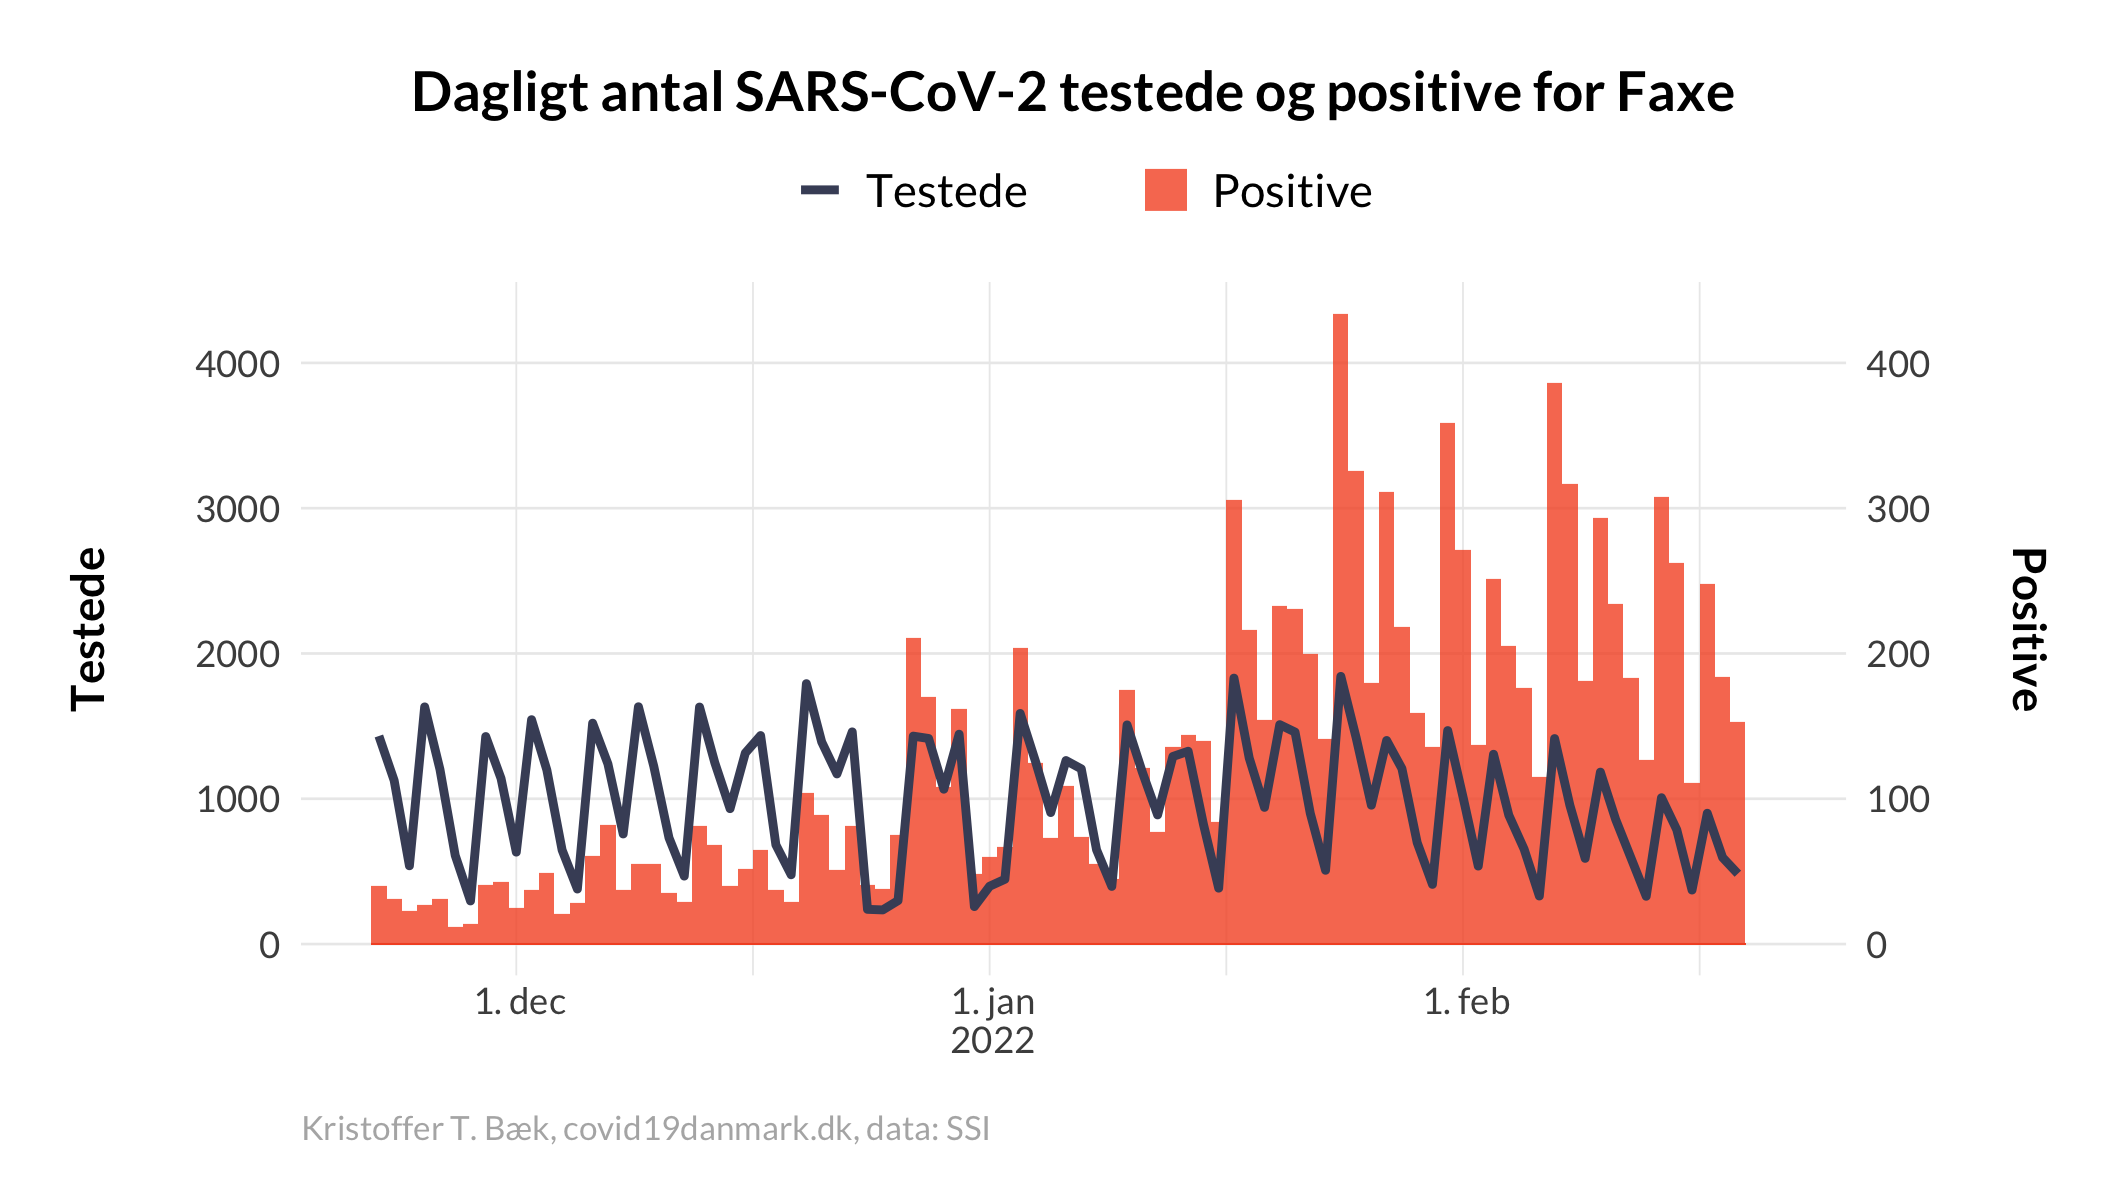 Dagligt antal SARS-CoV-2 testede og positive for Faxe
Testede
Positive
Testede
4000
3000
2000
1000
0
400
300
200
100
0
Positive
1. dec
1. jan
2022
1. feb
Kristoffer T. Bæk, covid19danmark.dk, data: SSI